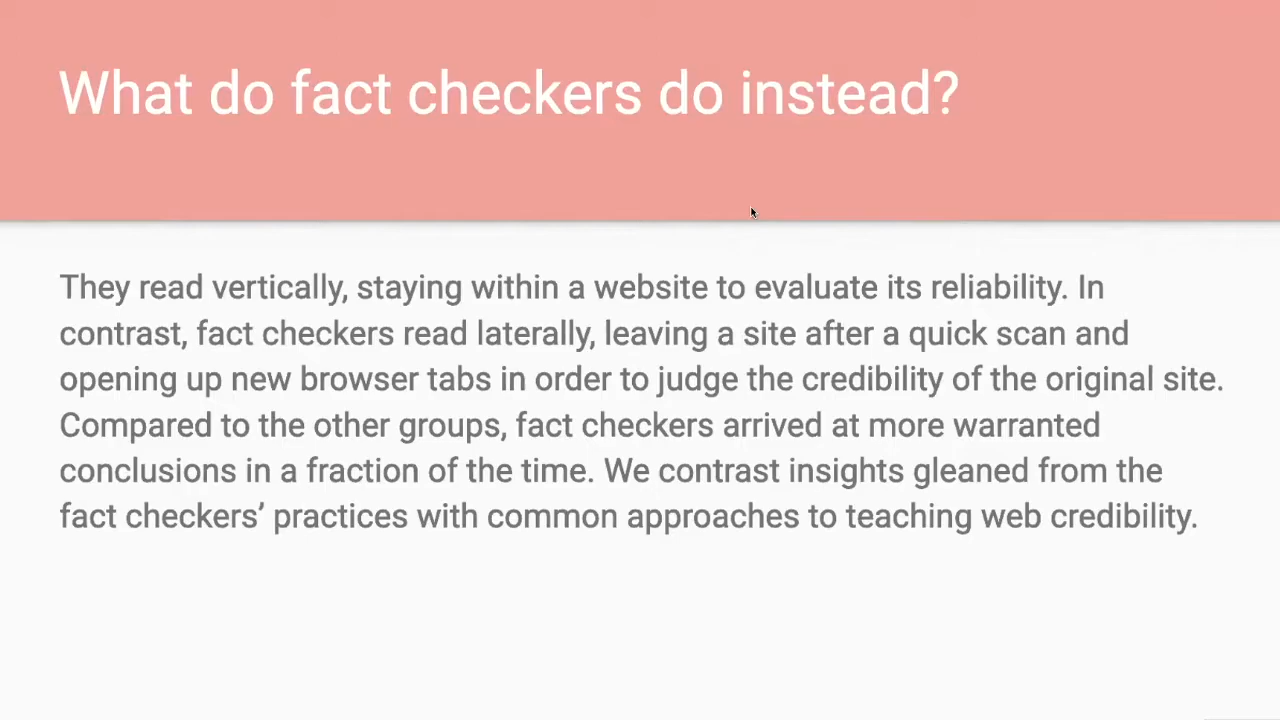 What do fact checkers do instead?
They read vertically, staying within a website to evaluate its reliability. In
contrast, fact checkers read laterally, leaving a site after a quick scan and
opening up new browser tabs in order to judge the credibility of the original site.
Compared to the other groups, fact checkers arrived at more warranted
conclusions in a fraction of the time. We contrast insights gleaned from the
fact checkers’ practices with common approaches to teaching web credibility.